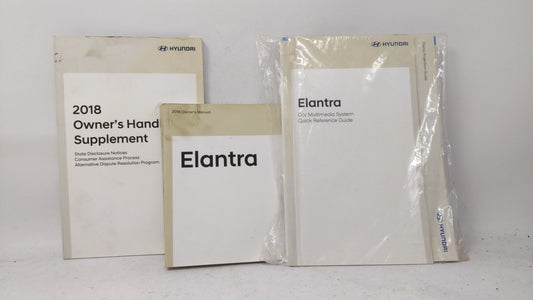 HYUNDAI
2018
Owner's Handb
Supplement
State Disclosure Notices
Consumer Assistance Process
Alternative Dispute Resolution Program
2018 Owner's Manual
Elantra
HYUNDAI
Elantra
Car Multimedia System
Quick Reference Guide
HYUNDAI